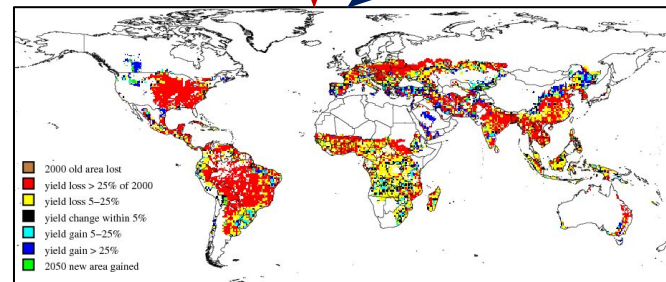 2000 old area lost
yield loss > 25% of 2000
yield loss 5-25%
yield change within 5%
yield gain 5-25%
yield gain > 25%
2050 new area gained